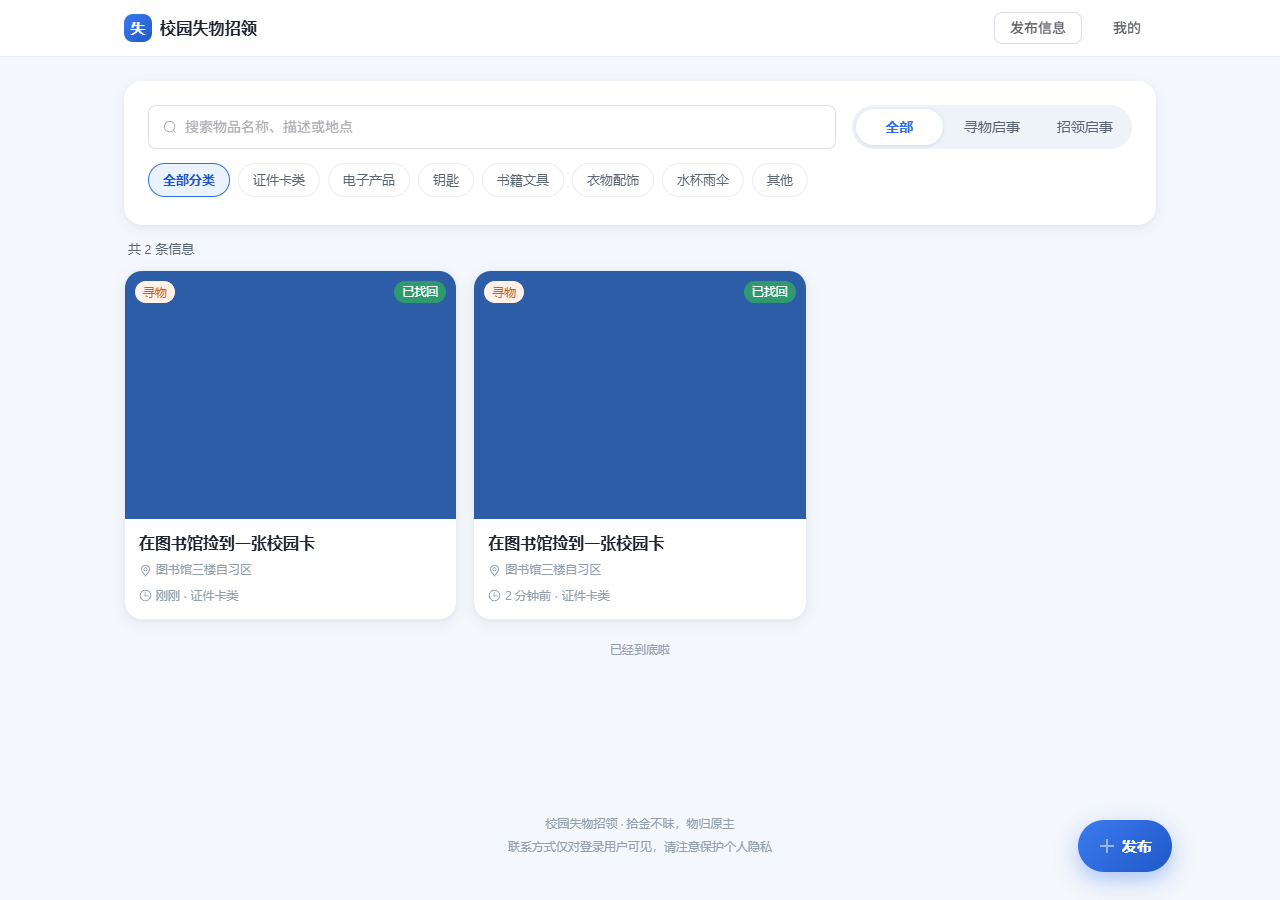 失 校园失物招领 发布信息 我的
搜索物品名称、描述或地点 全部 寻物启事 招领启事
全部分类 证件卡类 电子产品 钥匙 书籍文具 衣物配饰 水杯雨伞 其他
共 2 条信息
寻物 已找回 寻物 已找回
在图书馆捡到一张校园卡 在图书馆捡到一张校园卡
图书馆三楼自习区 图书馆三楼自习区
刚刚 · 证件卡类 2 分钟前 · 证件卡类
已经到底啦
校园失物招领 · 拾金不昧，物归原主
联系方式仅对登录用户可见，请注意保护个人隐私
发布